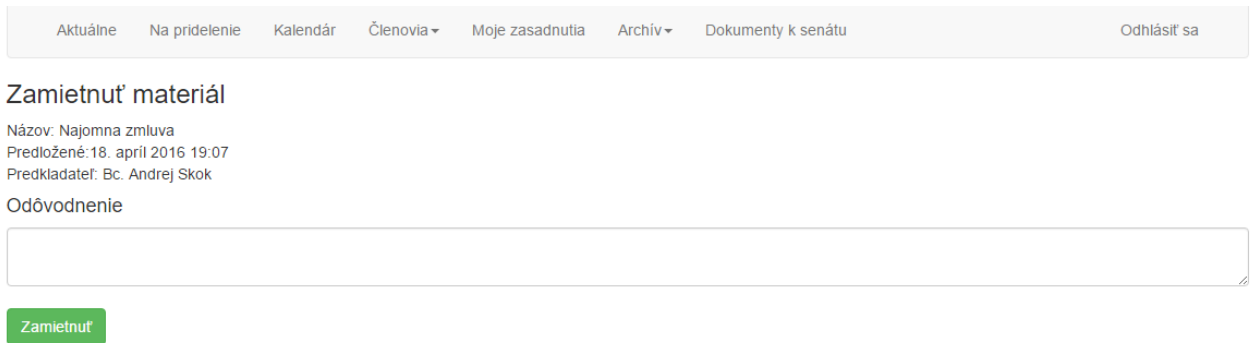 Aktuálne Na pridelenie Kalendár Členovia Moje zasadnutia Archív Dokumenty k senátu Odhlásiť sa
Zamietnuť materiál
Názov: Najomna zmluva
Predložené:18. apríl 2016 19:07
Predkladateľ: Bc. Andrej Skok
Odôvodnenie
Zamietnuť